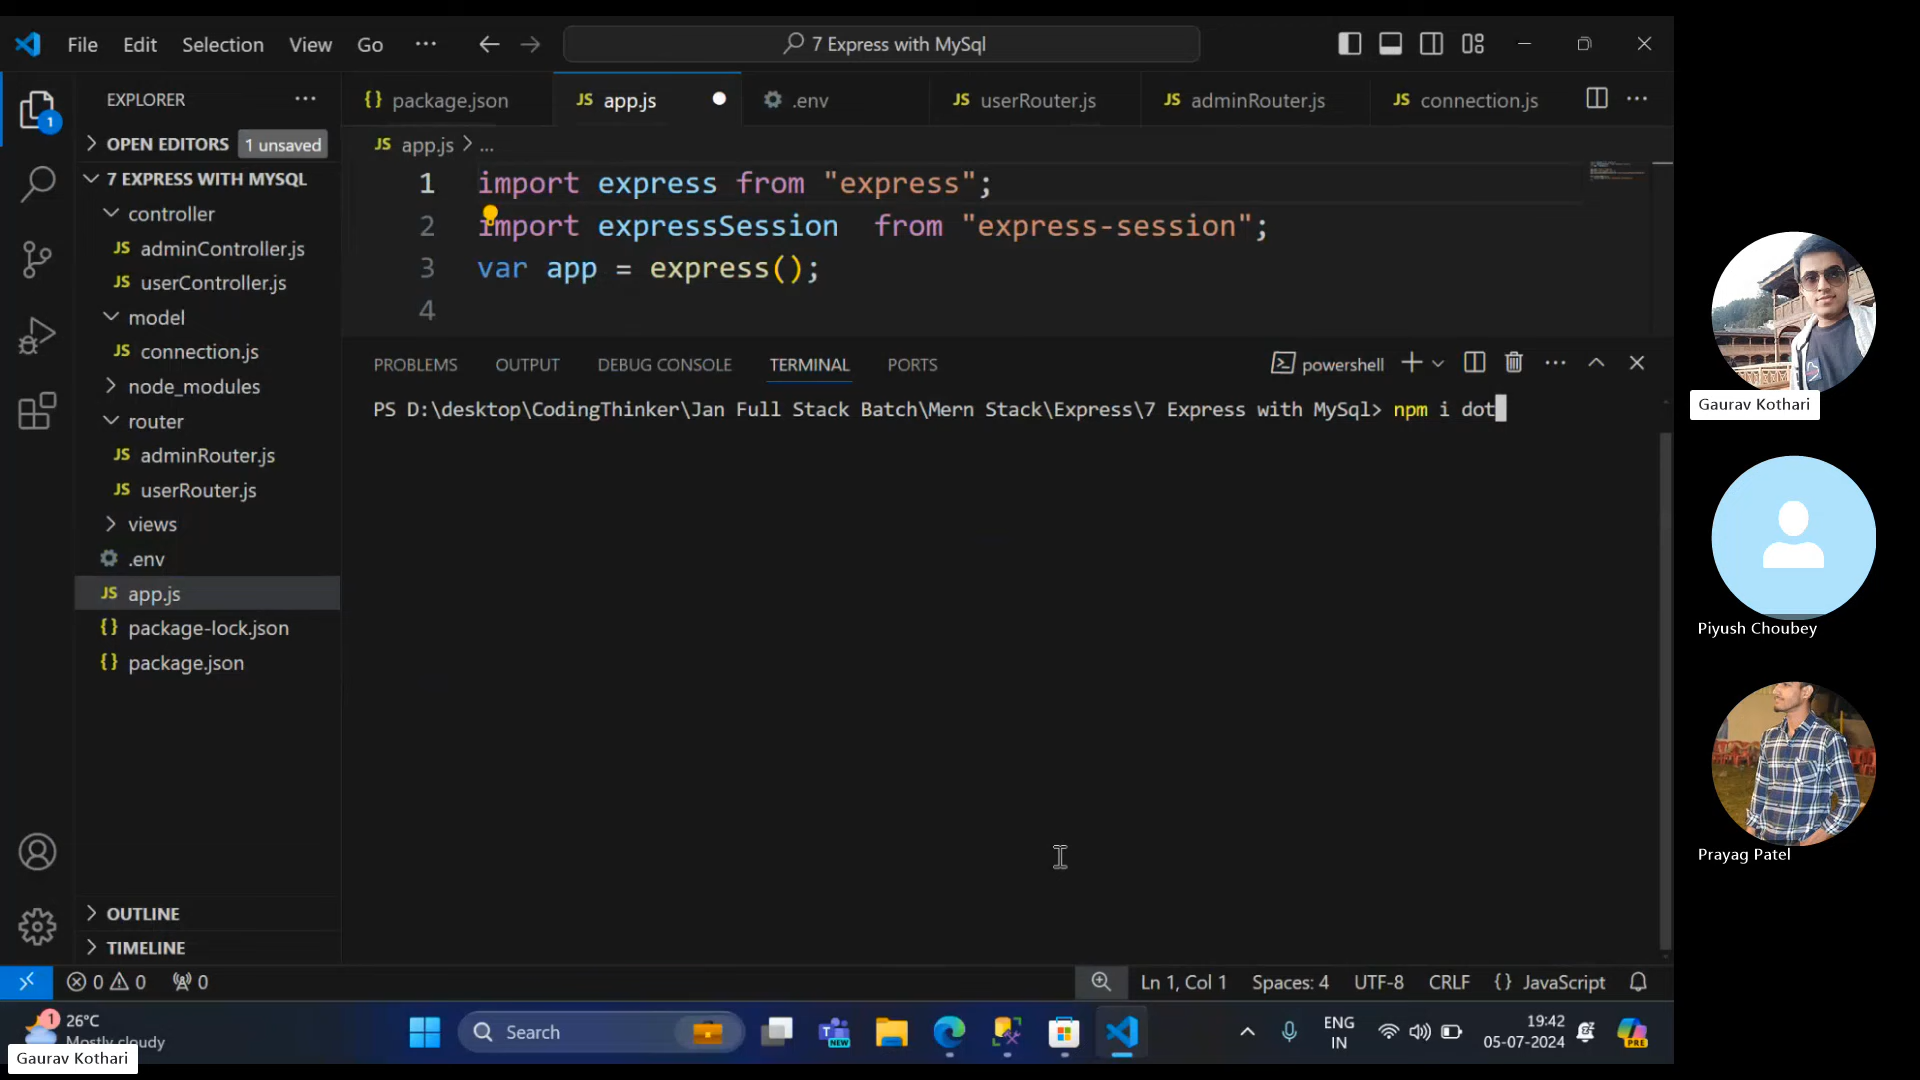 File Edit Selection View Go ··· 7 Express with MySql
EXPLORER ···
OPEN EDITORS 1 unsaved
7 EXPRESS WITH MYSQL
controller
JS adminController.js
JS userController.js
model
JS connection.js
node_modules
router
JS adminRouter.js
JS userRouter.js
views
.env
JS app.js
{} package-lock.json
{} package.json
OUTLINE
TIMELINE
1
{} package.json JS app.js .env JS userRouter.js JS adminRouter.js JS connection.js ···
JS app.js > ...
1 import express from "express";
2 import expressSession from "express-session";
3 var app = express();
4
PROBLEMS OUTPUT DEBUG CONSOLE TERMINAL PORTS powershell ···
PS D:\desktop\CodingThinker\Jan Full Stack Batch\Mern Stack\Express\7 Express with MySql> npm i dot
0 0 0 Ln 1, Col 1 Spaces: 4 UTF-8 CRLF {} JavaScript
1 26°C
Mostly cloudy
Search
NEW
ENG
IN
19:42
05-07-2024
PRE
Gaurav Kothari
Gaurav Kothari
Piyush Choubey
Prayag Patel